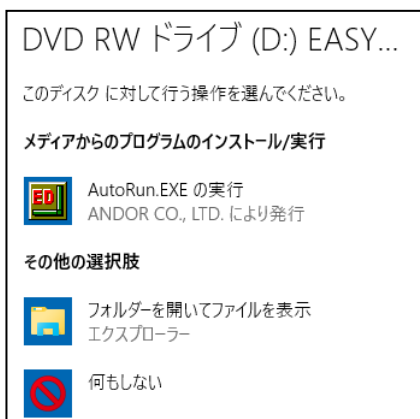 DVD RW ドライブ (D:) EASY...
このディスク に対して行う操作を選んでください。
メディアからのプログラムのインストール/実行
ED
AutoRun.EXE の実行
ANDOR CO., LTD. により発行
その他の選択肢
フォルダーを開いてファイルを表示
エクスプローラー
何もしない